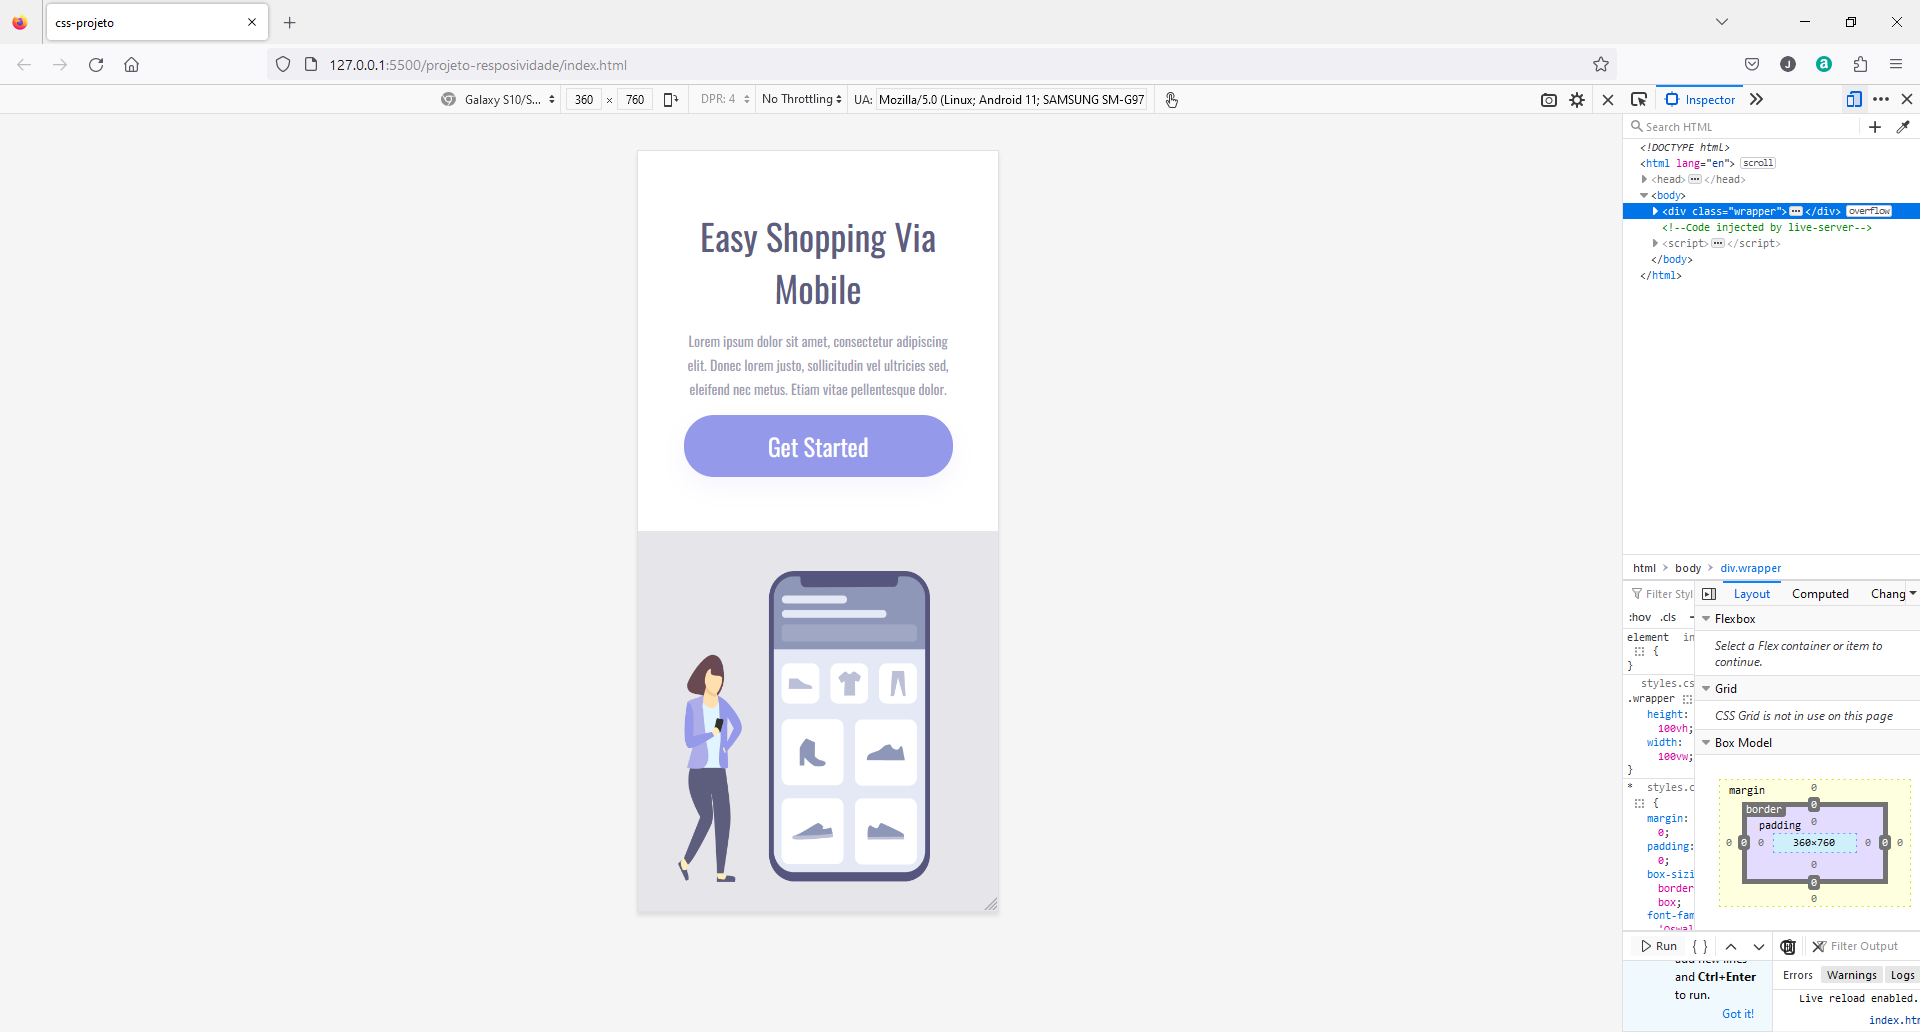 css-projeto
127.0.0.1:5500/projeto-resposividade/index.html
Galaxy S10/S...
360 × 760
DPR: 4
No Throttling
UA: Mozilla/5.0 (Linux; Android 11; SAMSUNG SM-G97
Inspector
Search HTML
<!DOCTYPE html>
<html lang="en"> scroll
<head> ••• </head>
<body>
<div class="wrapper"> ••• </div> overflow
<!--Code injected by live-server-->
<script> ••• </script>
</body>
</html>
Easy Shopping Via
Mobile
Lorem ipsum dolor sit amet, consectetur adipiscing
elit. Donec lorem justo, sollicitudin vel ultricies sed,
eleifend nec metus. Etiam vitae pellentesque dolor.
Get Started
html > body > div.wrapper
Filter Styl
:hov .cls
element in
{
}
styles.cs
.wrapper
height:
100vh;
width:
100vw;
}
* styles.c
{
margin:
0;
padding:
0;
box-sizi
border
box;
font-fam
'Oswal
Layout Computed Chang
Flexbox
Select a Flex container or item to
continue.
Grid
CSS Grid is not in use on this page
Box Model
margin 0
border 0
padding 0
0 0 0 360×760 0 0 0
0
0
0
Run { }
Filter Output
and Ctrl+Enter
to run.
Got it!
Errors Warnings Logs
Live reload enabled.
index.htm